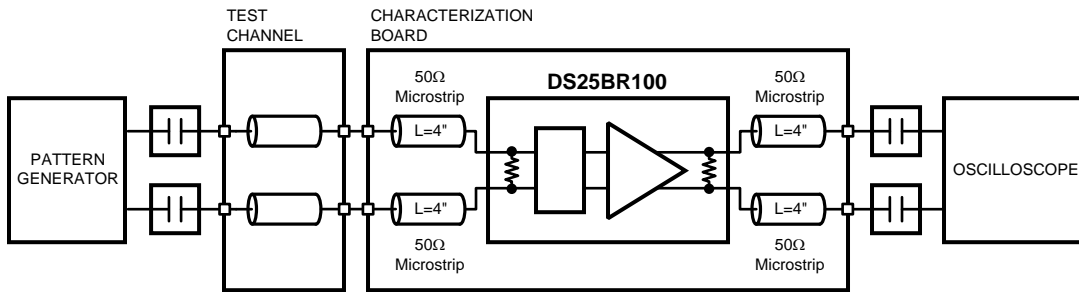 TEST
CHANNEL
CHARACTERIZATION
BOARD
50Ω
Microstrip
DS25BR100
50Ω
Microstrip
L=4"
L=4"
PATTERN
GENERATOR
OSCILLOSCOPE
L=4"
L=4"
50Ω
Microstrip
50Ω
Microstrip